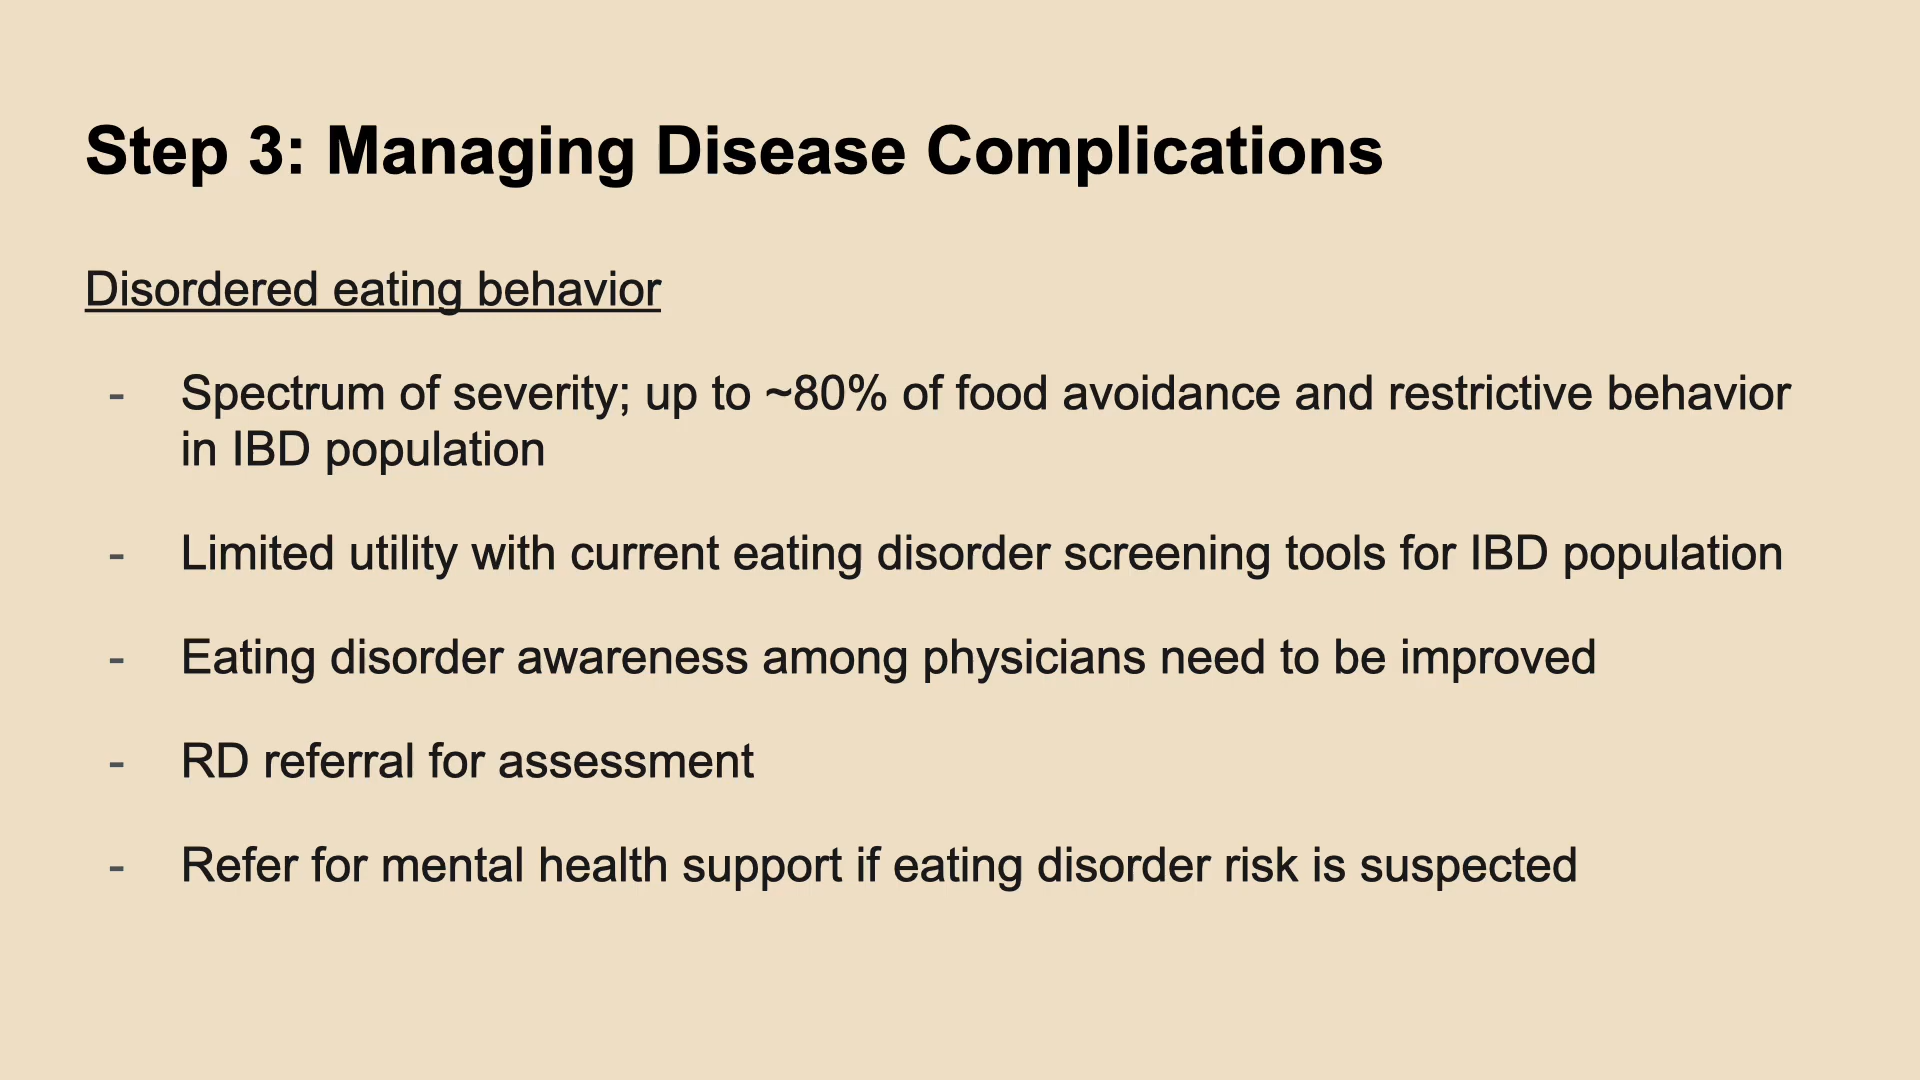 Step 3: Managing Disease Complications
Disordered eating behavior
- Spectrum of severity; up to ~80% of food avoidance and restrictive behavior
in IBD population
- Limited utility with current eating disorder screening tools for IBD population
- Eating disorder awareness among physicians need to be improved
- RD referral for assessment
- Refer for mental health support if eating disorder risk is suspected